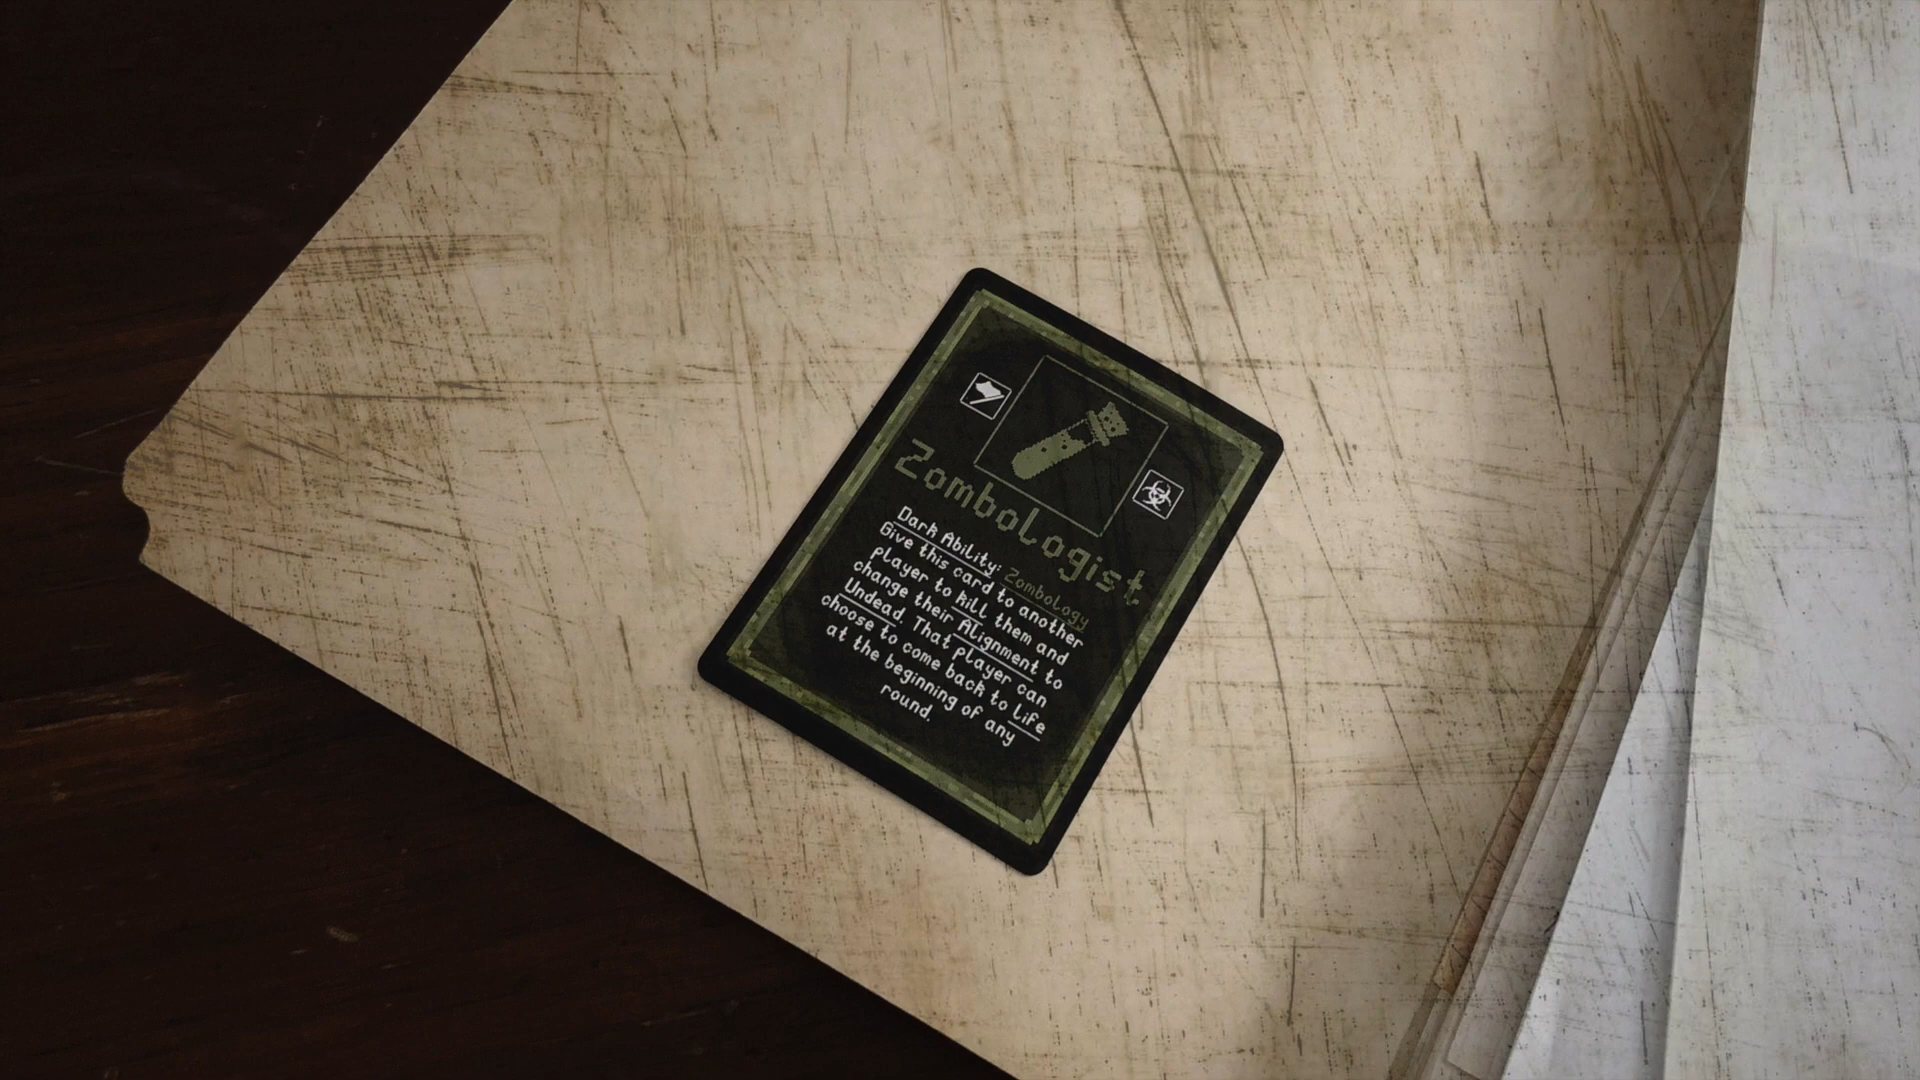 Zombologist
Dark Ability: Zombology
Give this card to another
player to kill them and
change their Alignment to
Undead. That player can
choose to come back to life
at the beginning of any
round.